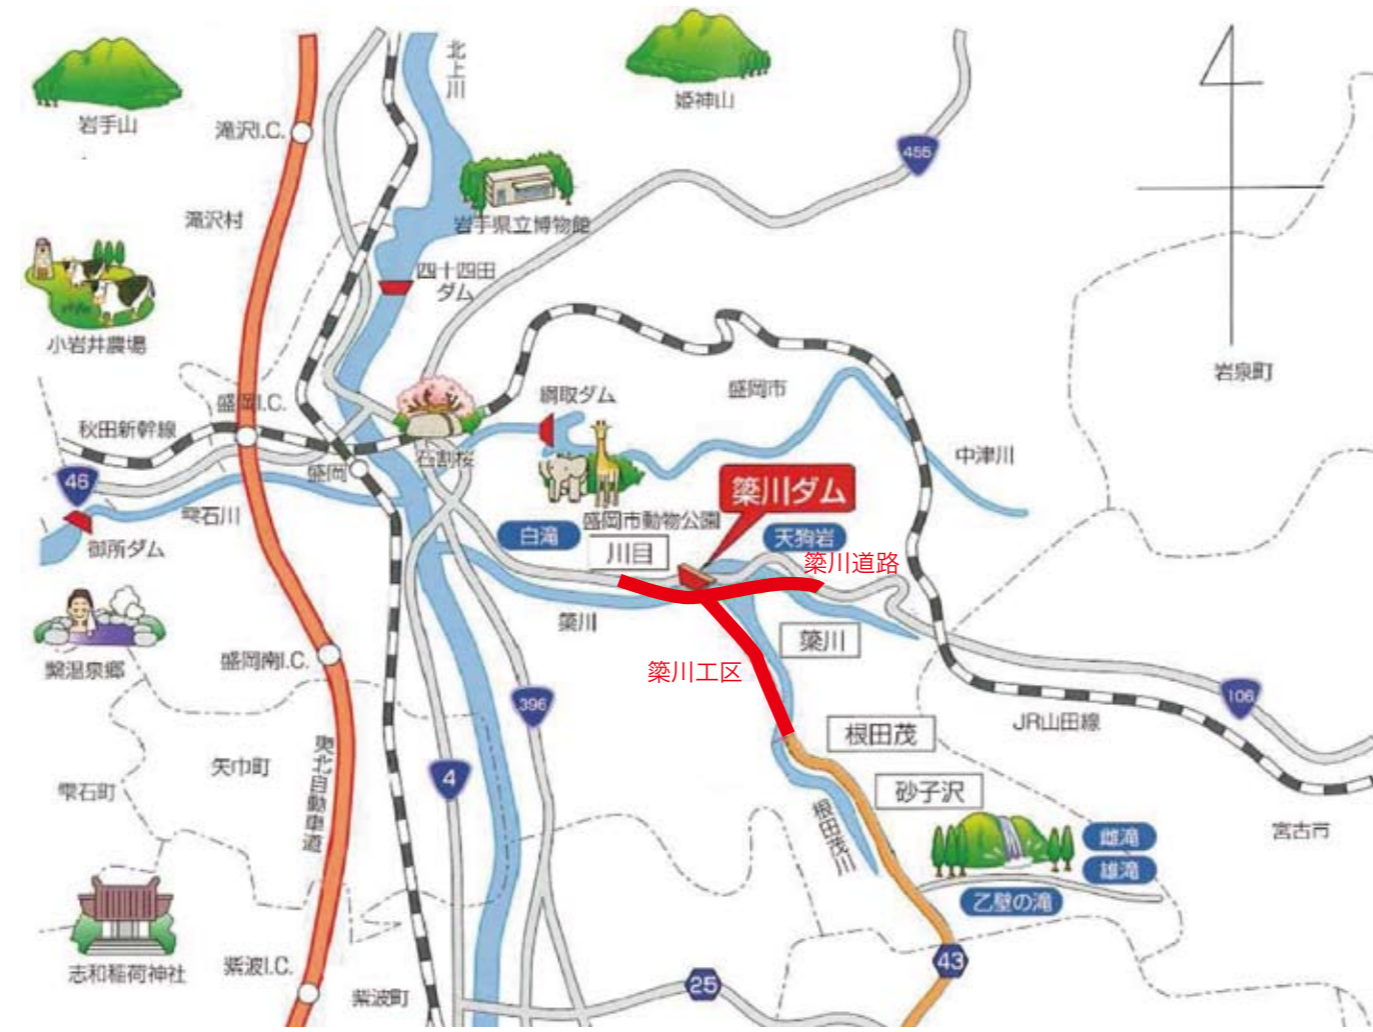 北上川
岩手山
姫神山
滝沢I.C.
455
滝沢村
岩手県立博物館
四十四田
ダム
小岩井農場
岩泉町
盛岡I.C.
綱取ダム
盛岡市
秋田新幹線
石割桜
盛岡
中津川
46
簗川ダム
雫石川
盛岡市動物公園
白滝
天狗岩
御所ダム
川目
簗川道路
簗川
簗川
繋温泉郷
盛岡南I.C.
簗川工区
396
106
JR山田線
根田茂
矢巾町
東北自動車道
4
砂子沢
雫石町
根田茂川
宮古市
雌滝
雄滝
乙壁の滝
志和稲荷神社
紫波I.C.
43
25
紫波町